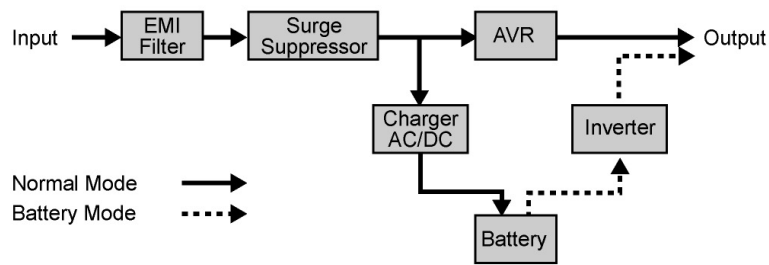 Input
EMI
Filter
Surge
Suppressor
AVR
Output
Charger
AC/DC
Inverter
Normal Mode
Battery Mode
Battery